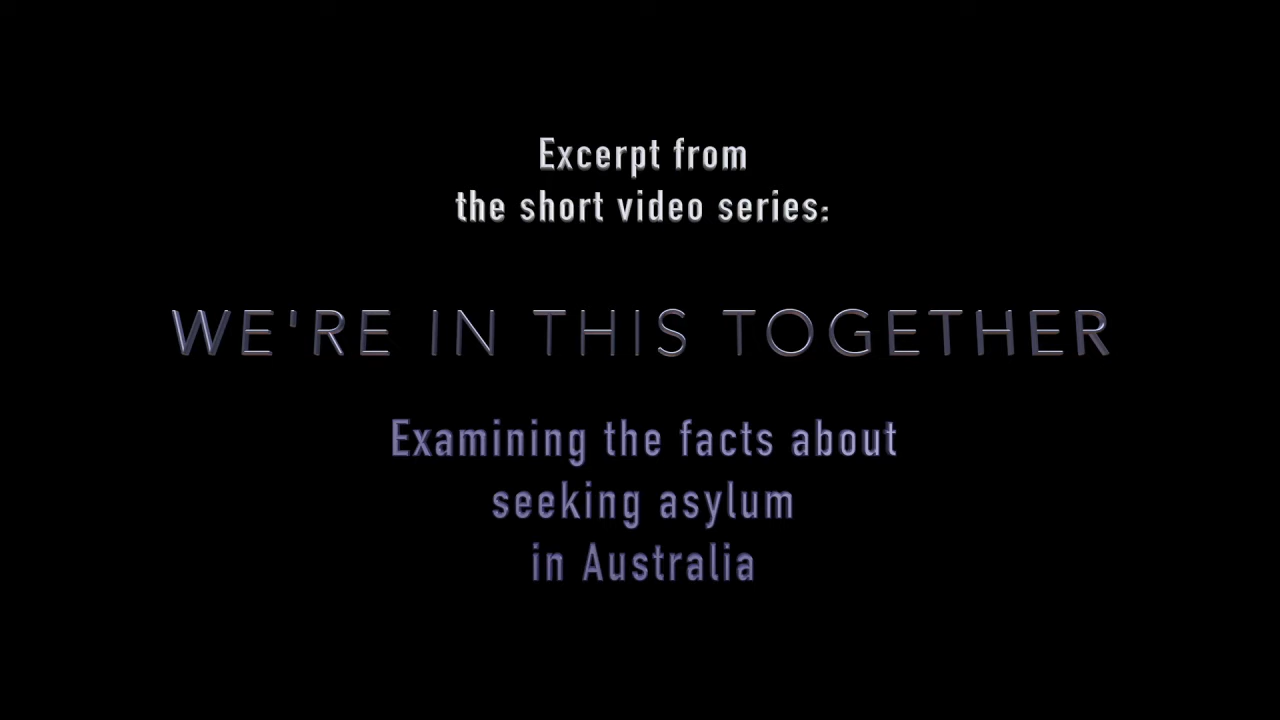 Excerpt from
the short video series:
WE'RE IN THIS TOGETHER
Examining the facts about
seeking asylum
in Australia